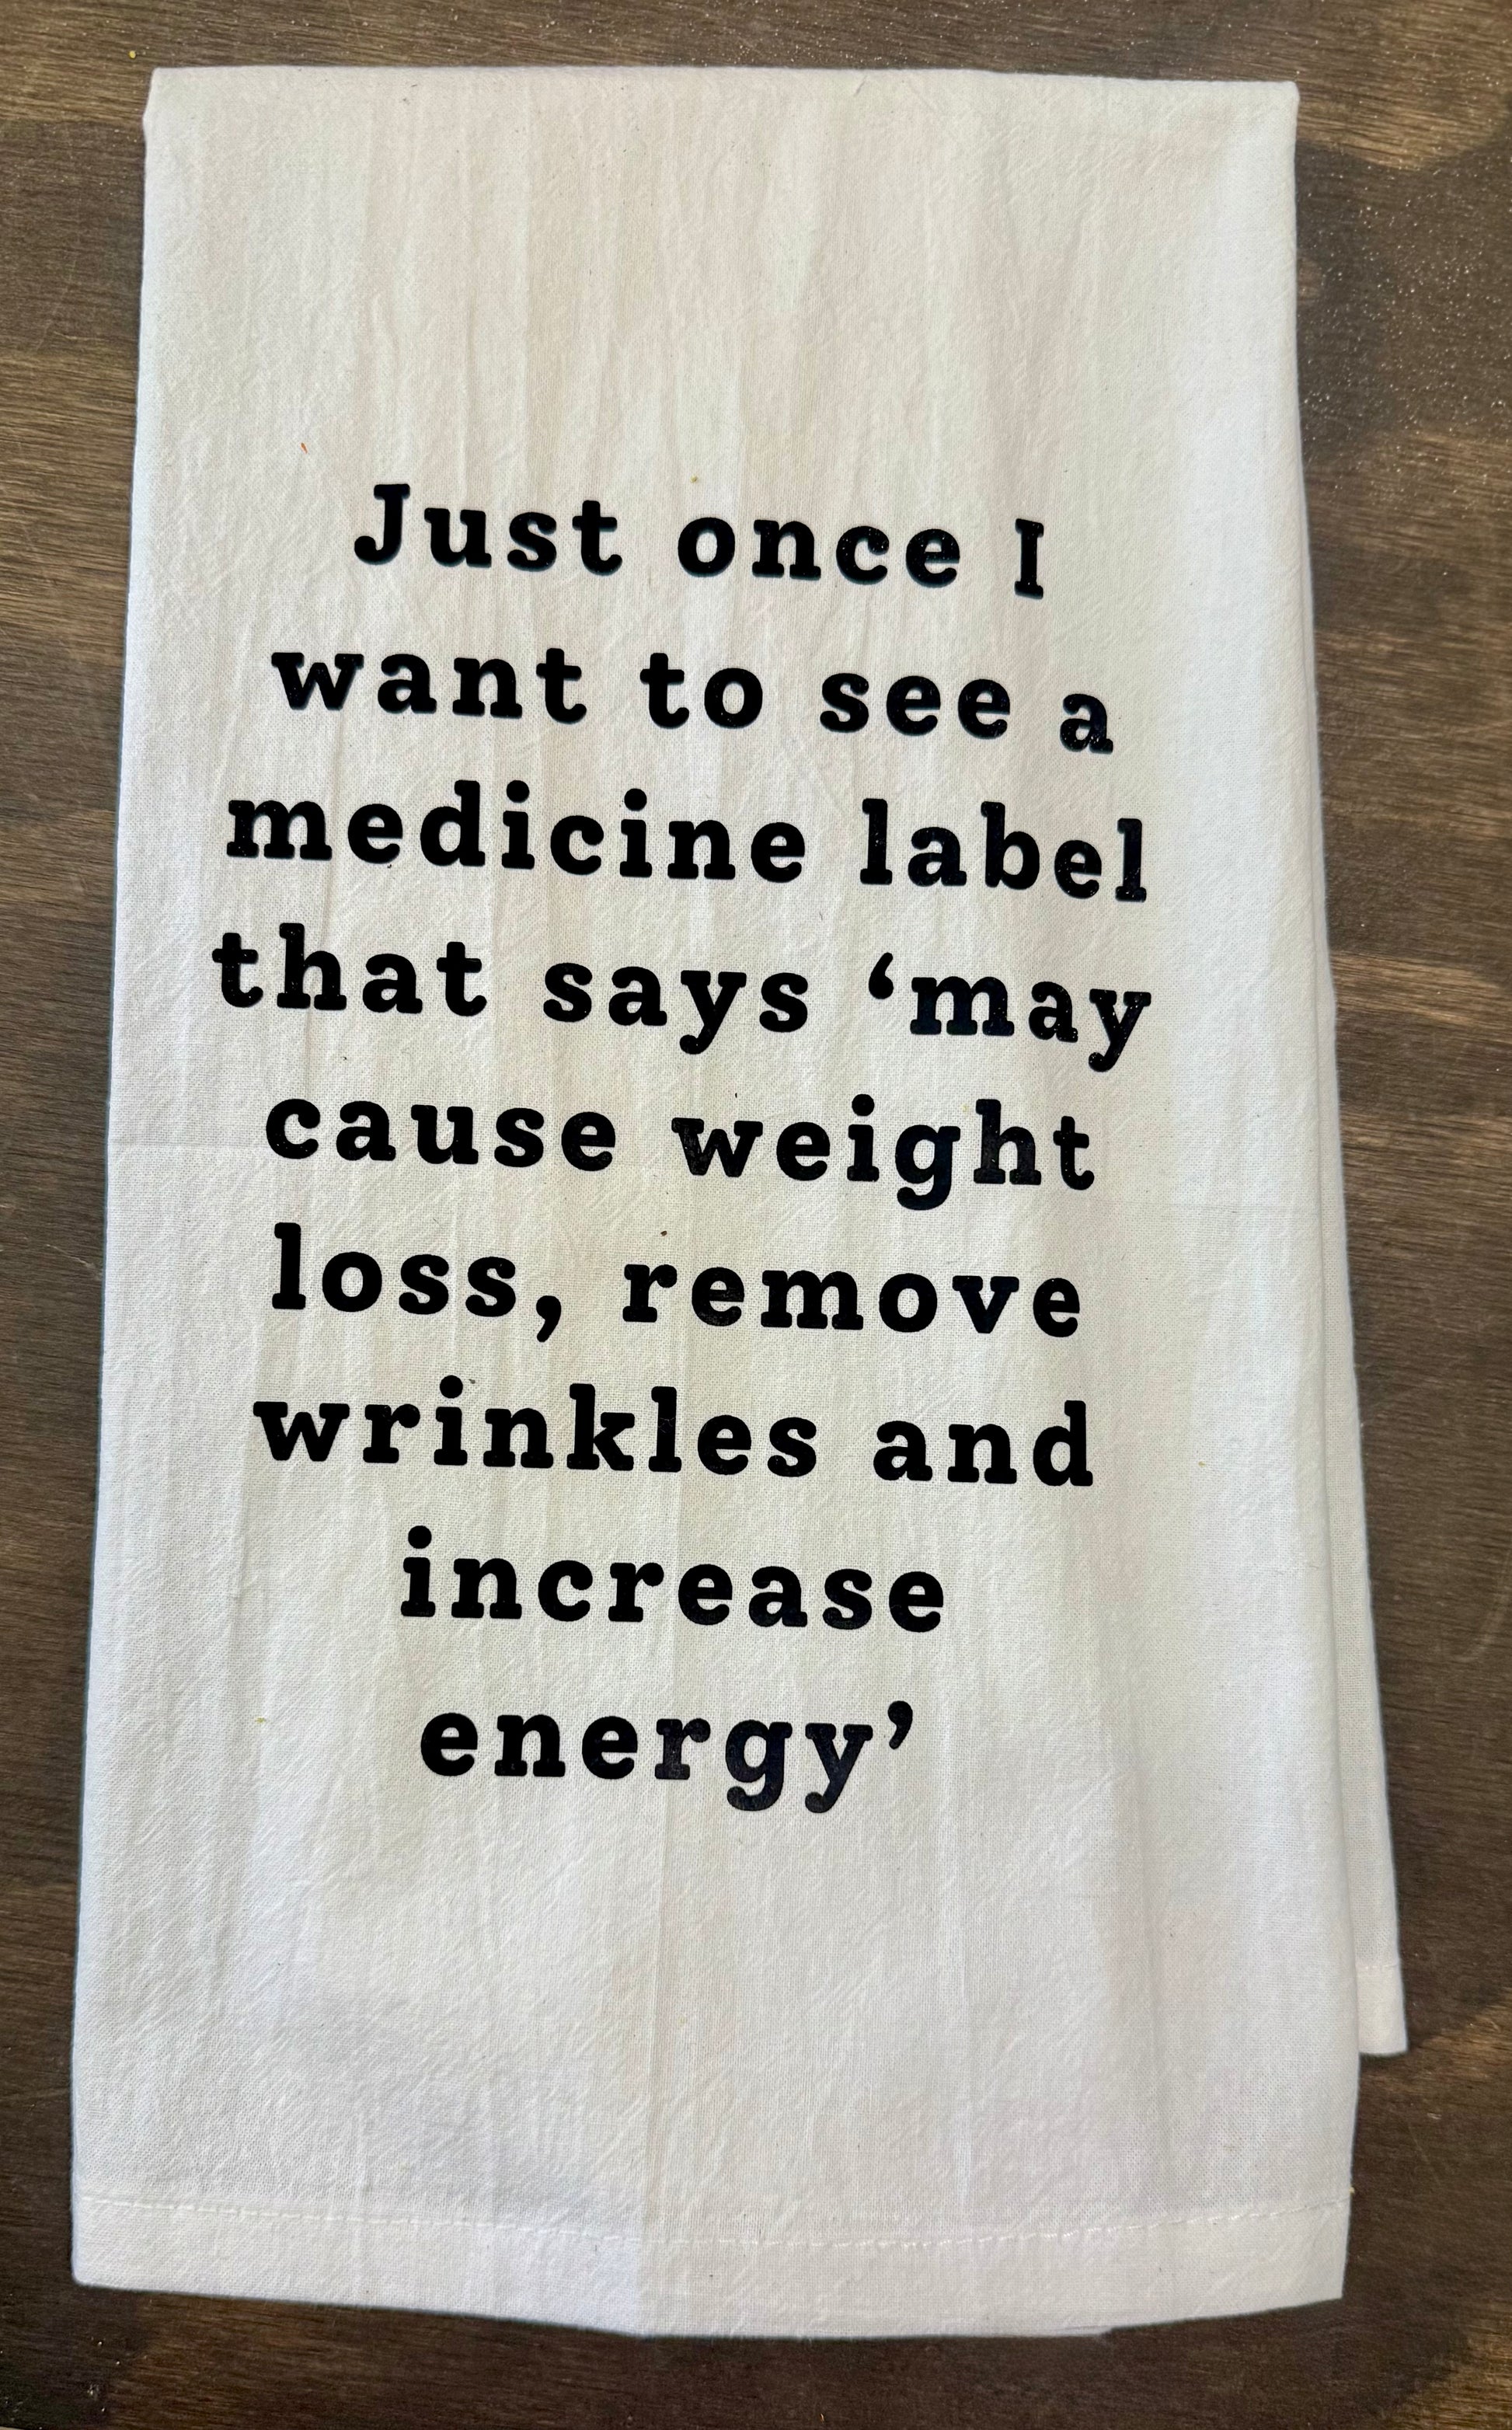 Just once I
want to see a
medicine label
that says ‘may
cause weight
loss, remove
wrinkles and
increase
energy’